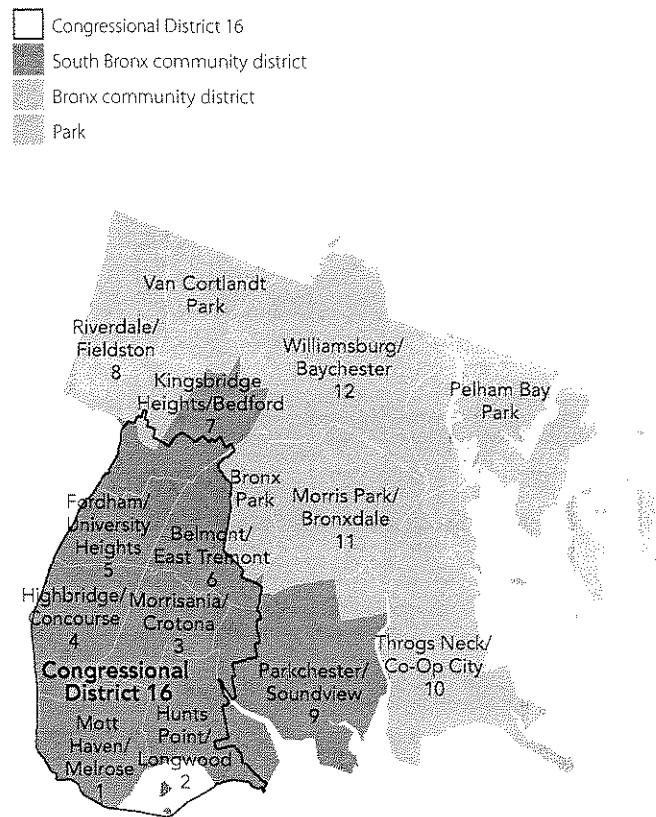 Congressional District 16
South Bronx community district
Bronx community district
Park
Van Cortlandt
Park
Riverdale/
Fieldston
8
Williamsburg/
Baychester
12
Kingsbridge
Heights/Bedford
7
Pelham Bay
Park
Bronx
Park
Morris Park/
Bronxdale
11
Fordham/
University
Heights
5
Belmont/
East Tremont
6
Highbridge/
Concourse
4
Morrisania/
Crotona
3
Throgs Neck/
Co-Op City
10
Congressional
District 16
Parkchester/
Soundview
9
Mott
Haven/
Melrose
1
Hunts
Point/
Longwood
2